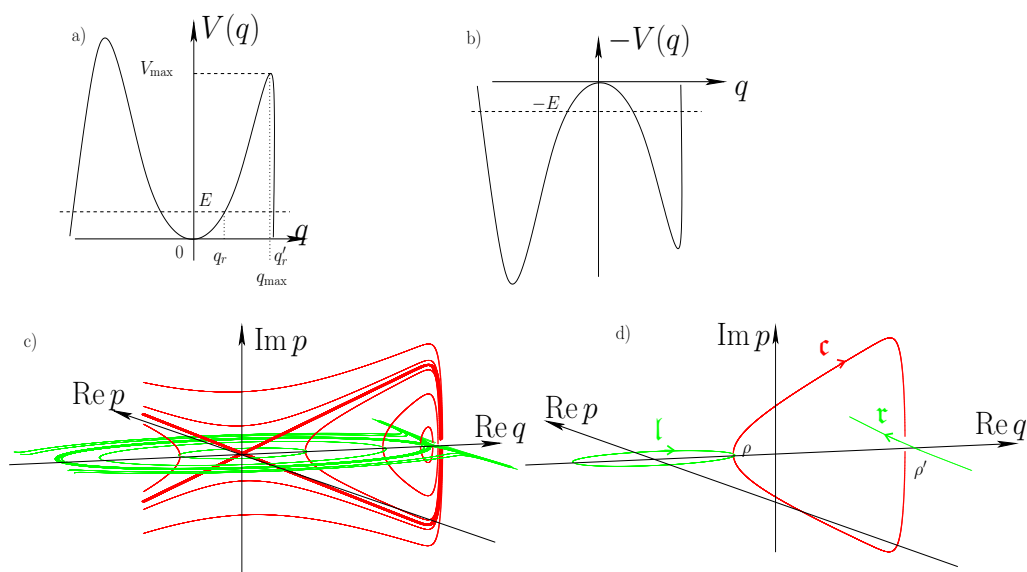 a)
V(q)
V_max
E
0
q_r
q'_r
q
q_max
b)
−V(q)
q
−E
c)
Im p
Re p
Re q
d)
Im p
𝔠
Re p
𝔩
𝔯
Re q
ρ
ρ′